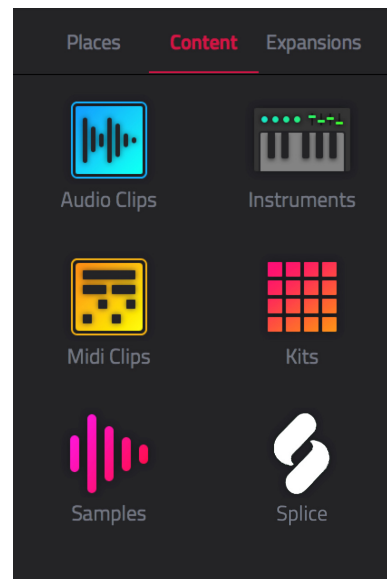 Places Content Expansions
Audio Clips Instruments
Midi Clips Kits
Samples Splice